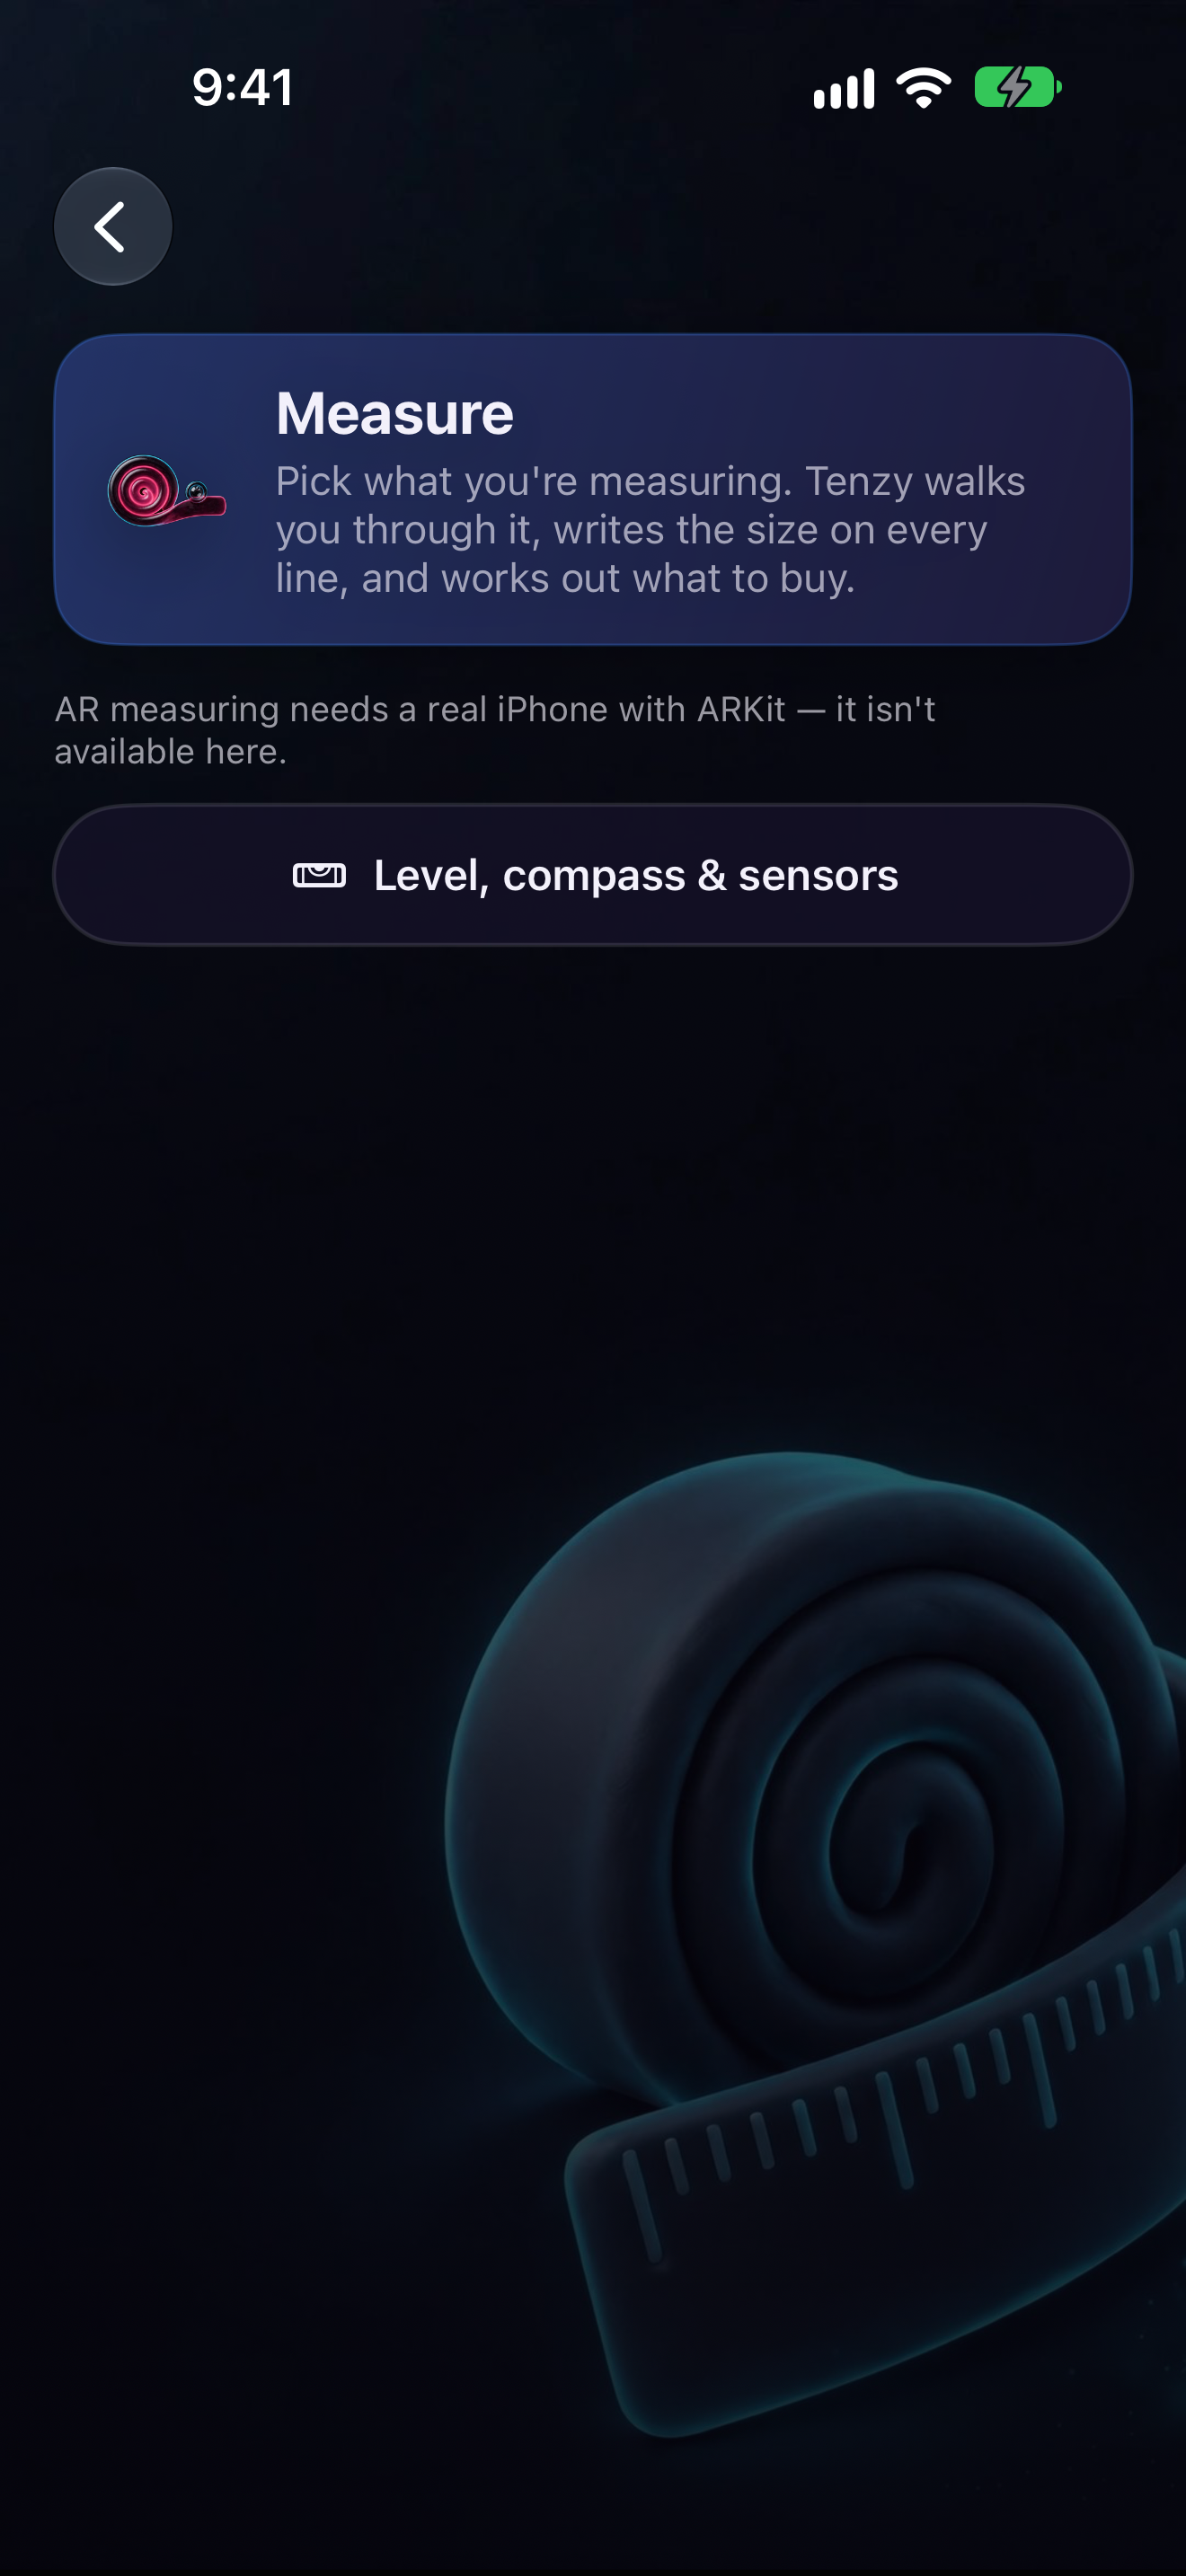 9:41
Measure
Pick what you're measuring. Tenzy walks
you through it, writes the size on every
line, and works out what to buy.
AR measuring needs a real iPhone with ARKit — it isn't
available here.
Level, compass & sensors